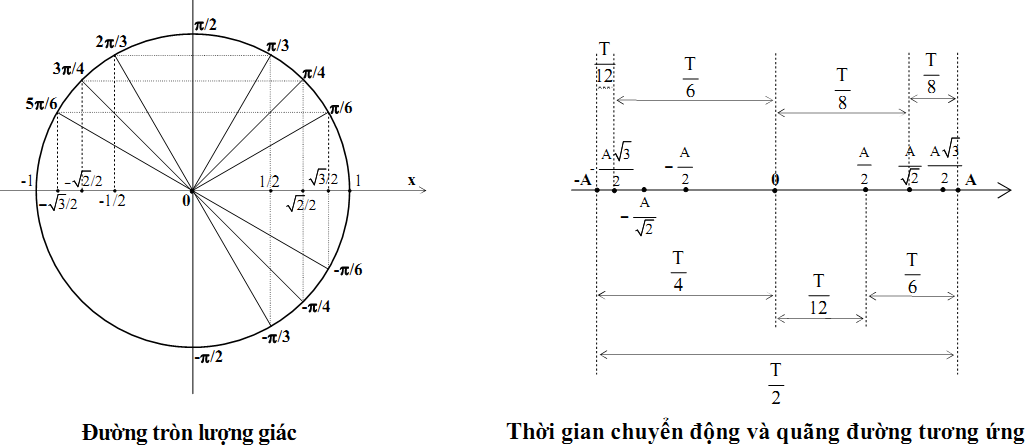 π/2
2π/3
π/3
3π/4
π/4
5π/6
π/6
-1
-√3/2
-√2/2
-1/2
0
1/2
√2/2
√3/2
1
x
-π/6
-π/4
-π/3
-π/2
Đường tròn lượng giác
T/12
T/6
T/8
T/8
-A
-A√3/2
-A/√2
-A/2
0
A/2
A/√2
A√3/2
A
T/4
T/12
T/6
T/2
Thời gian chuyển động và quãng đường tương ứng